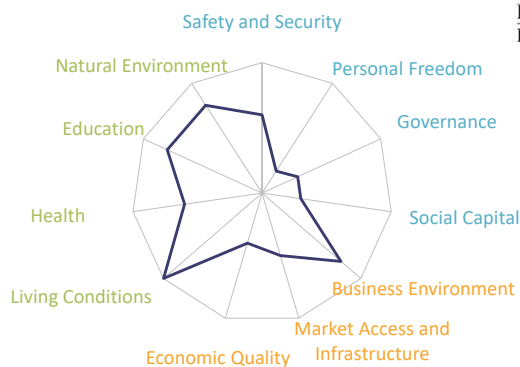 Safety and Security
Natural Environment
Personal Freedom
Education
Governance
Health
Social Capital
Living Conditions
Business Environment
Market Access and
Infrastructure
Economic Quality